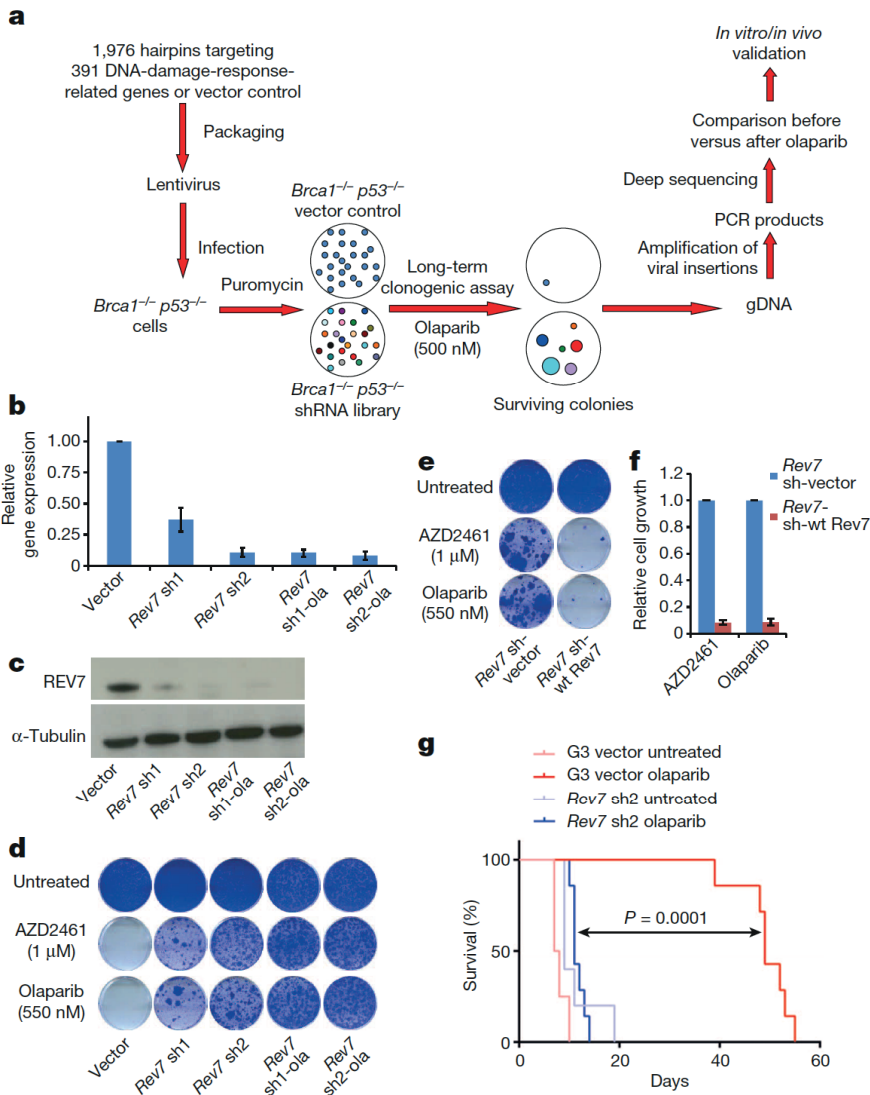 a
1,976 hairpins targeting
391 DNA-damage-response-
related genes or vector control
Packaging
Lentivirus
Infection
Brca1–/– p53–/–
cells
Puromycin
Brca1–/– p53–/–
vector control
Brca1–/– p53–/–
shRNA library
Long-term
clonogenic assay
Olaparib
(500 nM)
Surviving colonies
gDNA
Amplification of
viral insertions
PCR products
Deep sequencing
Comparison before
versus after olaparib
In vitro/in vivo
validation
b
Relative
gene expression
1.00
0.75
0.50
0.25
0
Vector
Rev7 sh1
Rev7 sh2
Rev7
sh1-ola
Rev7
sh2-ola
c
REV7
α-Tubulin
Vector
Rev7 sh1
Rev7 sh2
Rev7
sh1-ola
Rev7
sh2-ola
d
Untreated
AZD2461
(1 μM)
Olaparib
(550 nM)
Vector
Rev7 sh1
Rev7 sh2
Rev7
sh1-ola
Rev7
sh2-ola
e
Untreated
AZD2461
(1 μM)
Olaparib
(550 nM)
Rev7 sh-
vector
Rev7 sh-
wt Rev7
f
Relative cell growth
1.2
1.0
0.8
0.6
0.4
0.2
0
AZD2461
Olaparib
Rev7
sh-vector
Rev7-
sh-wt Rev7
g
G3 vector untreated
G3 vector olaparib
Rev7 sh2 untreated
Rev7 sh2 olaparib
Survival (%)
100
50
0
P = 0.0001
0
20
40
60
Days